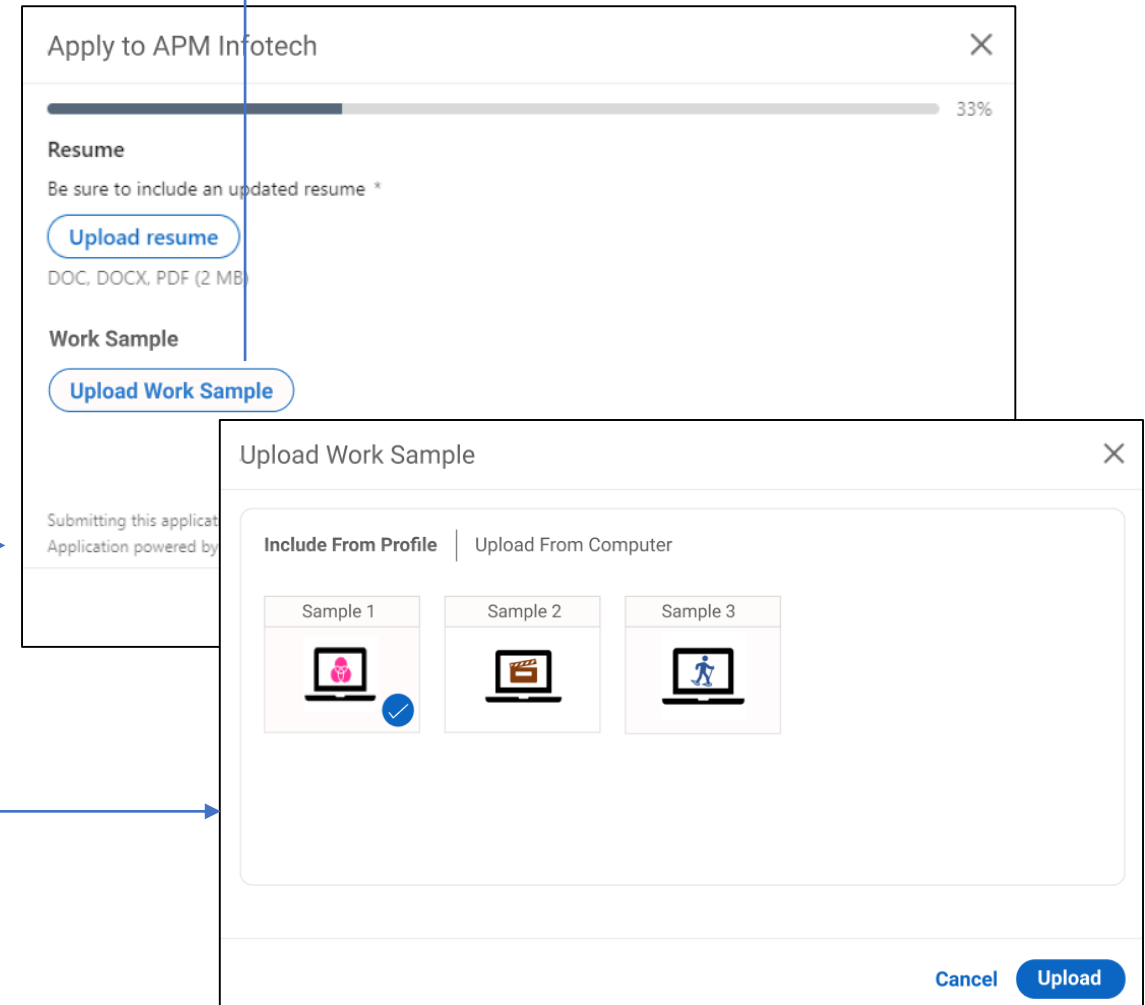 Apply to APM Infotech
33%
Resume
Be sure to include an updated resume *
Upload resume
DOC, DOCX, PDF (2 MB)
Work Sample
Upload Work Sample
Submitting this applicat
Application powered by
Upload Work Sample
Include From Profile | Upload From Computer
Sample 1 Sample 2 Sample 3
Cancel Upload